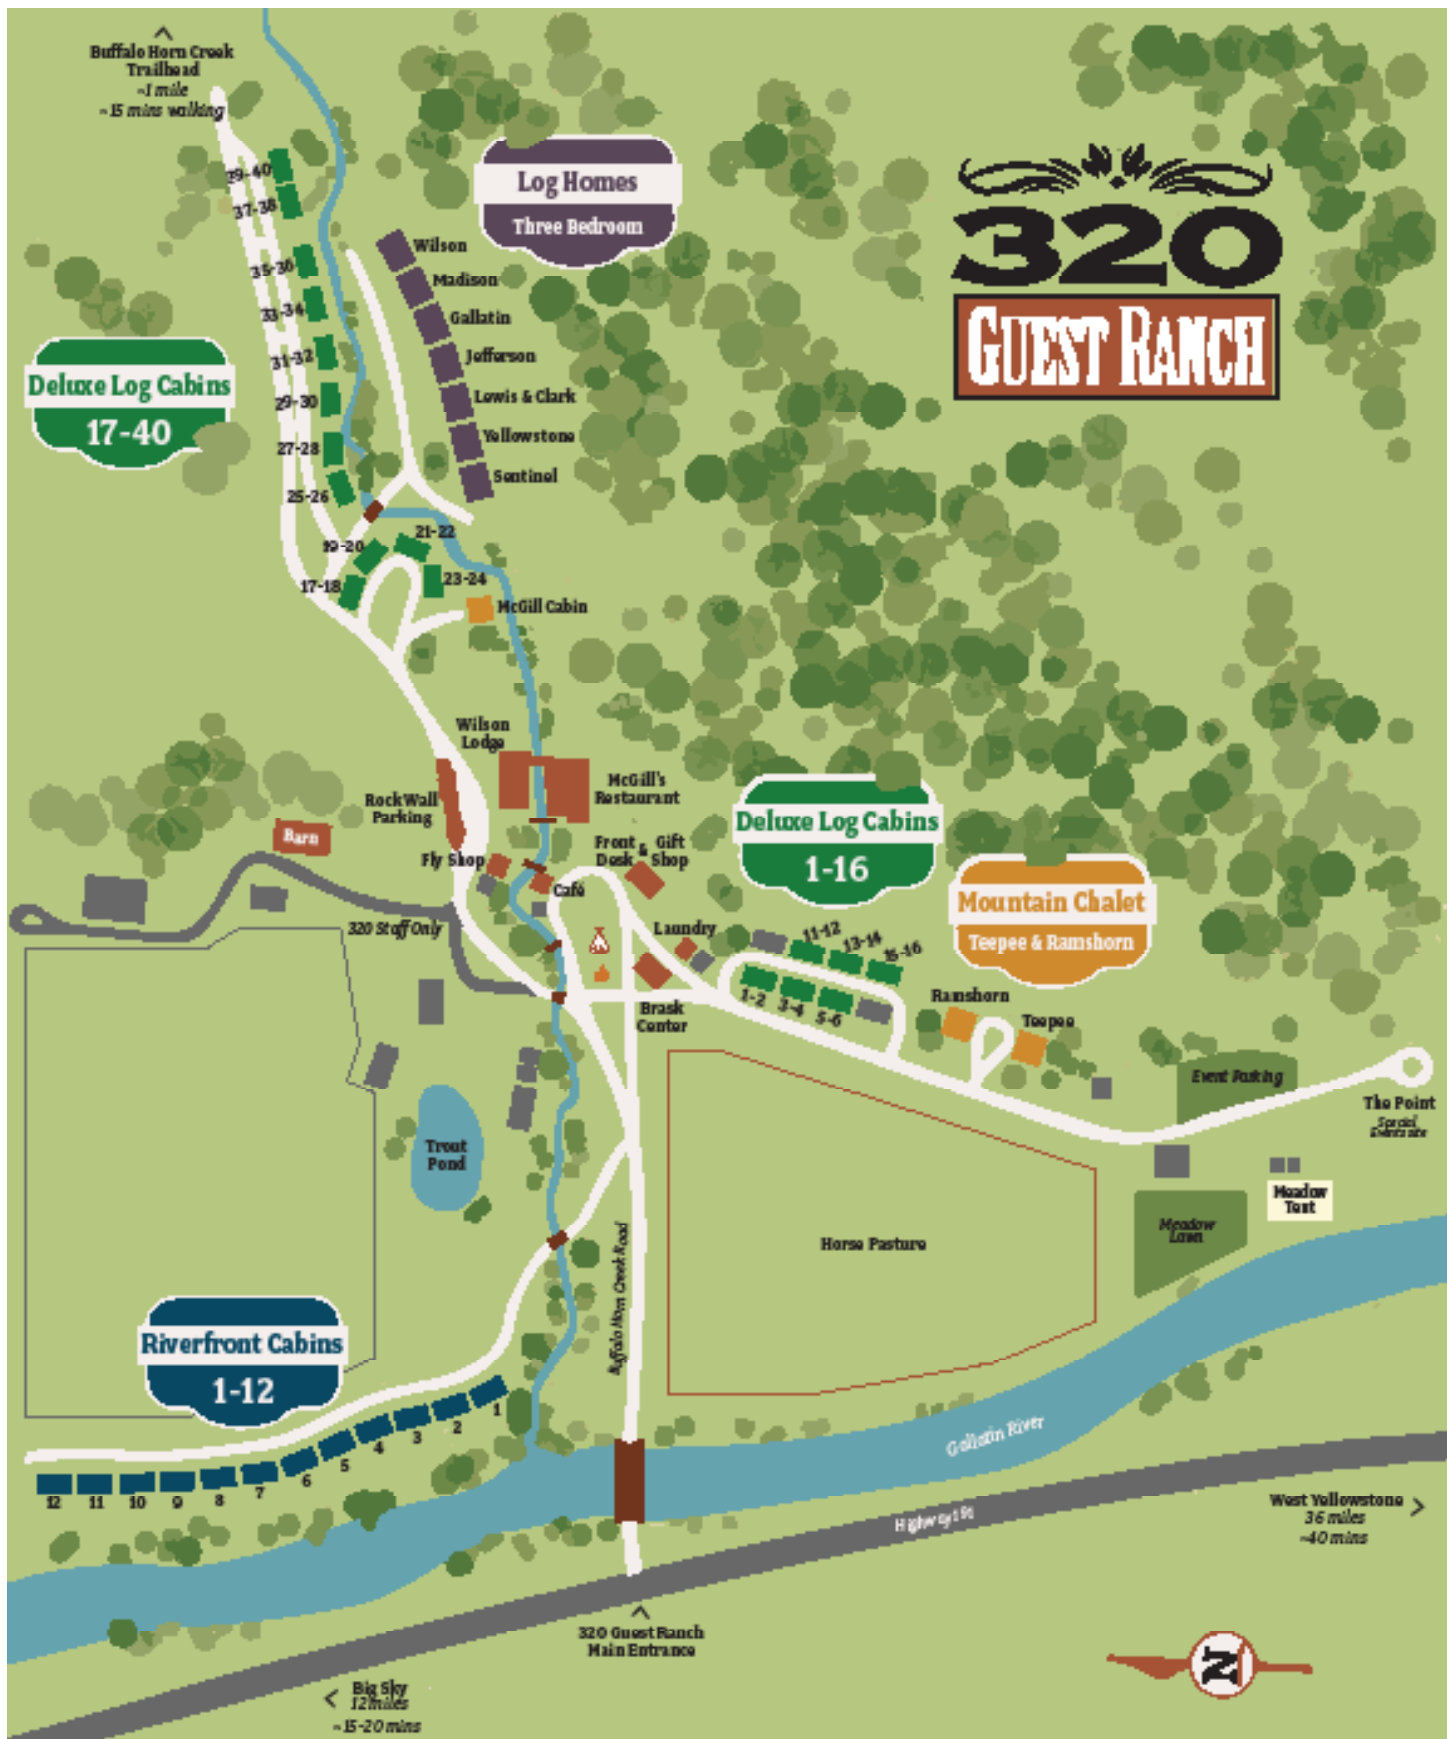 Buffalo Horn Creek
Trailhead
~1 mile
~15 mins walking
39-40
37-38
35-36
33-34
31-32
29-30
27-28
25-26
Log Homes
Three Bedroom
Wilson
Madison
Gallatin
Jefferson
Lewis & Clark
Yellowstone
Sentinel
320
GUEST RANCH
Deluxe Log Cabins
17-40
21-22
19-20
17-18
23-24
McGill Cabin
Wilson
Lodge
McGill's
Restaurant
Rock Wall
Parking
Barn
Fly Shop
Front & Gift
Desk Shop
Café
320 Staff Only
Laundry
Brask
Center
Deluxe Log Cabins
1-16
11-12
13-14
15-16
1-2
3-4
5-6
Mountain Chalet
Teepee & Ramshorn
Ramshorn
Teepee
Event Parking
The Point
Special
Events site
Trout
Pond
Meadow
Tent
Meadow
Lawn
Horse Pasture
Buffalo Horn Creek Road
Riverfront Cabins
1-12
1
2
3
4
5
6
7
8
9
10
11
12
Gallatin River
Highway 191
West Yellowstone >
36 miles
~40 mins
320 Guest Ranch
Main Entrance
< Big Sky
12 miles
~15-20 mins
N